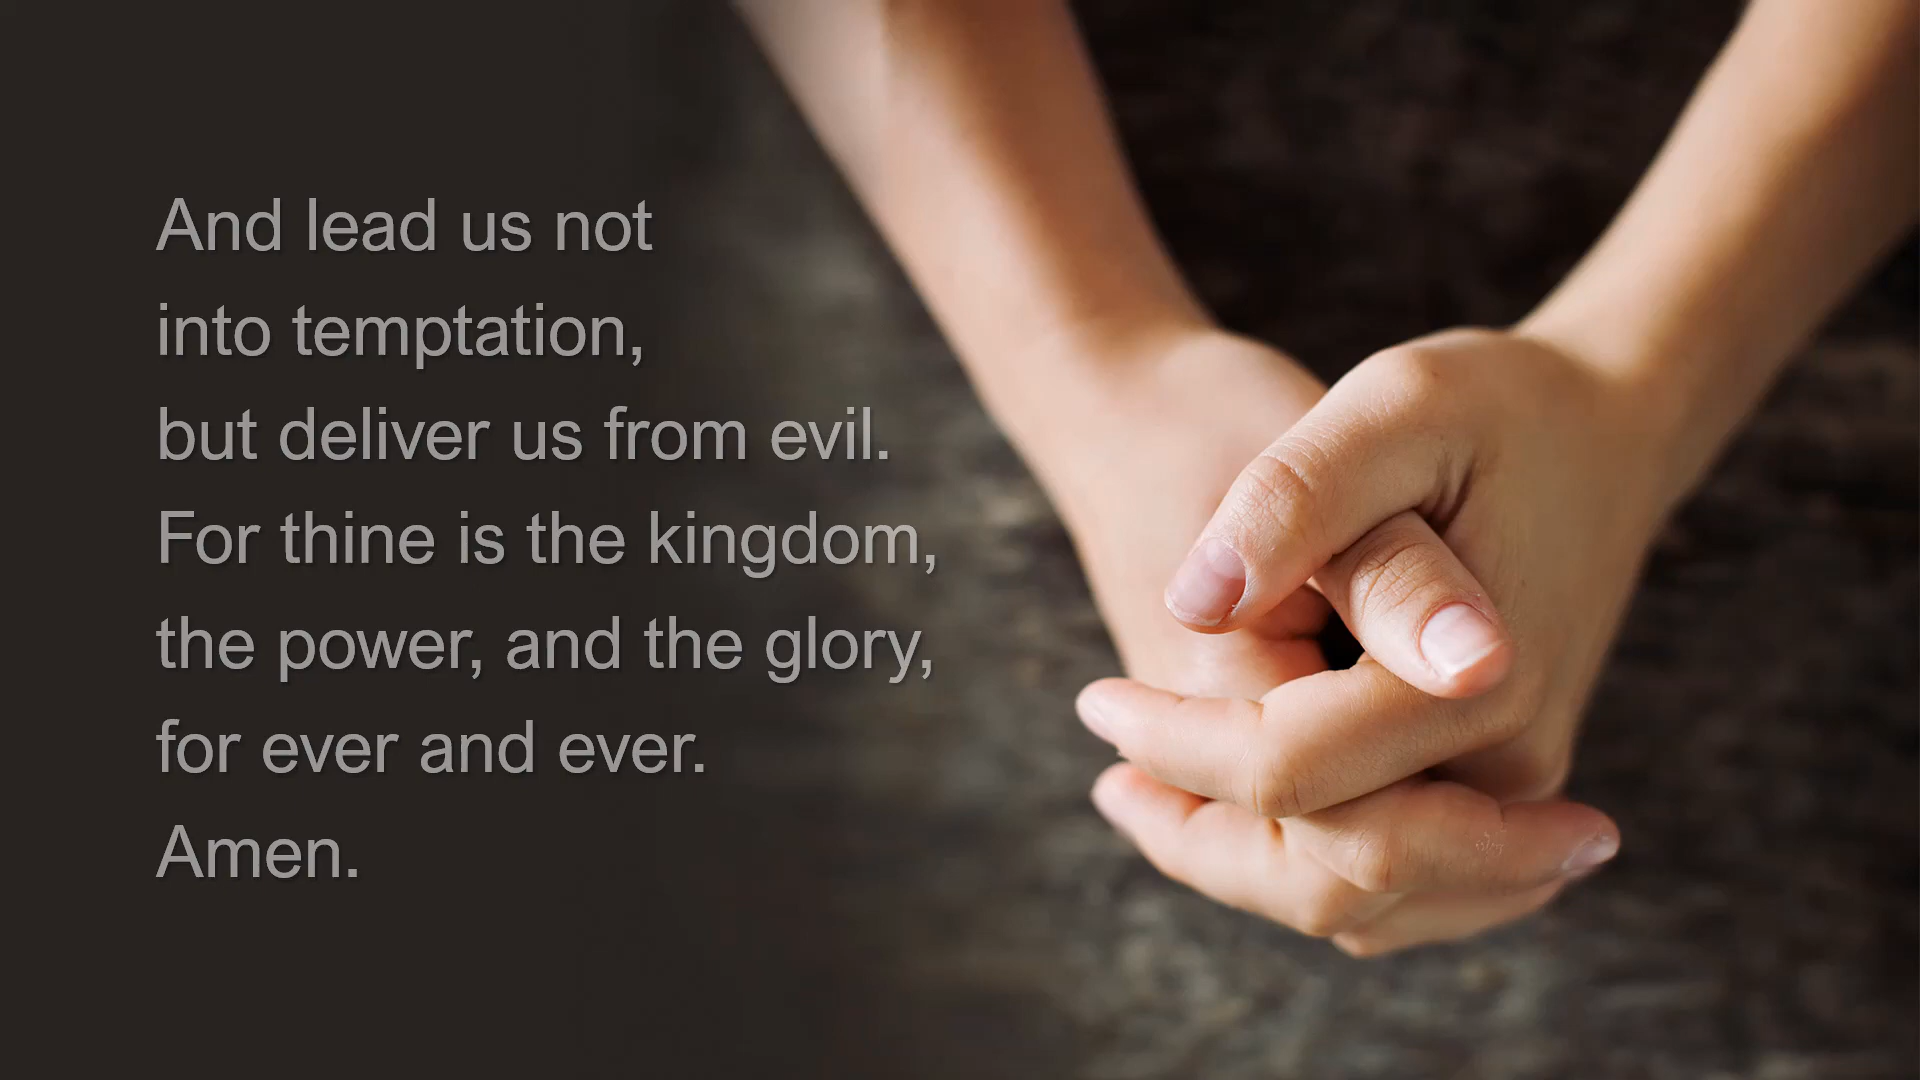 And lead us not
into temptation,
but deliver us from evil.
For thine is the kingdom,
the power, and the glory,
for ever and ever.
Amen.